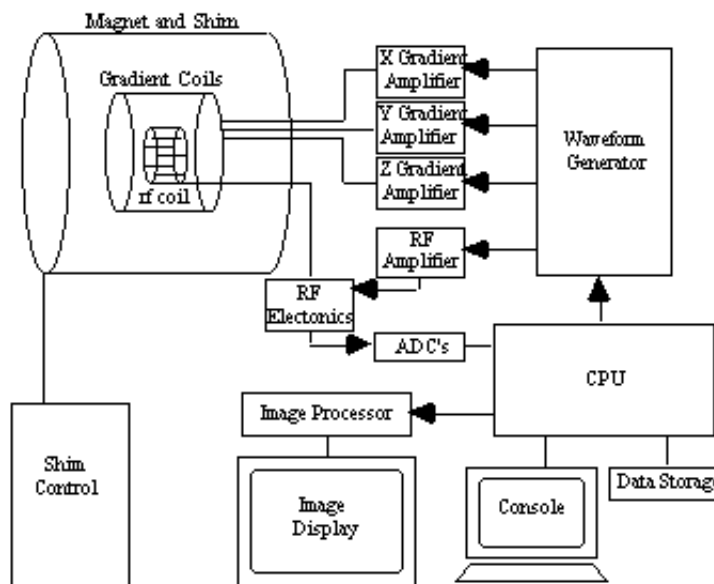 Magnet and Shim
Gradient Coils
rf coil
X Gradient
Amplifier
Y Gradient
Amplifier
Z Gradient
Amplifier
Waveform
Generator
RF
Amplifier
RF
Electonics
ADC's
CPU
Image Processor
Shim
Control
Image
Display
Console
Data Storage